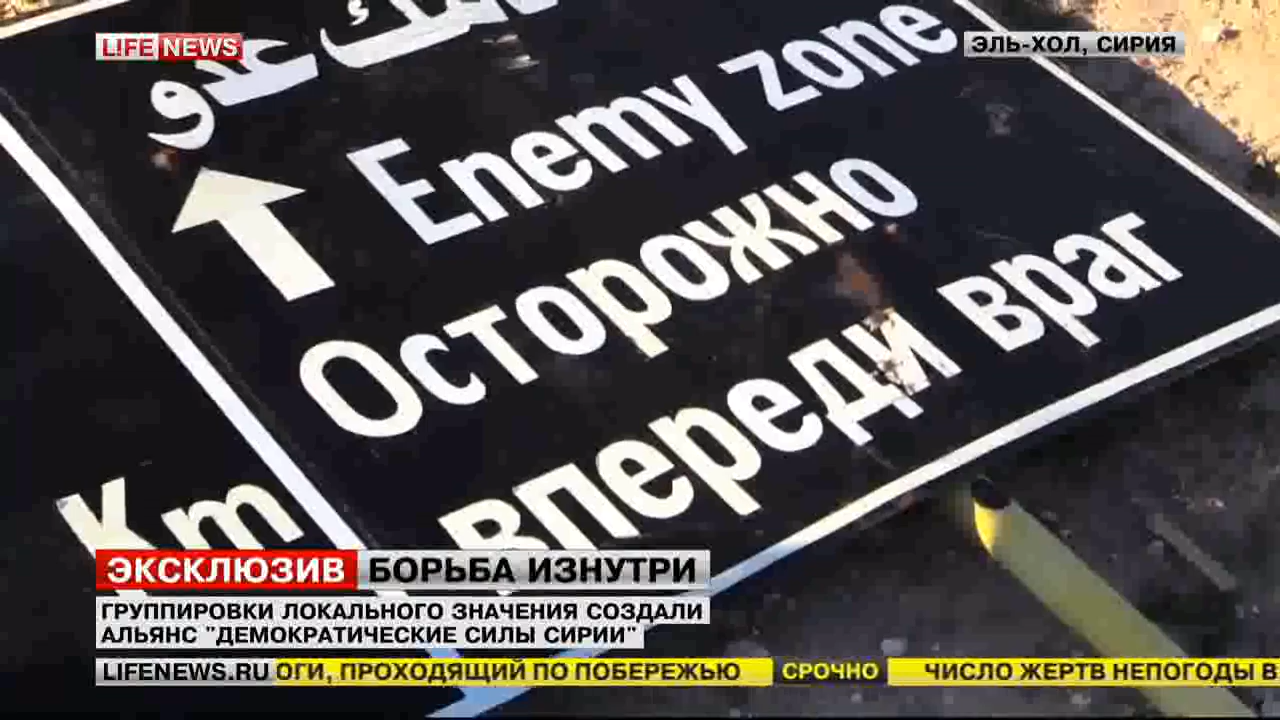 LIFE NEWS
ЭЛЬ-ХОЛ, СИРИЯ
عدو
Enemy zone
Осторожно
впереди враг
Km
ЭКСКЛЮЗИВ БОРЬБА ИЗНУТРИ
ГРУППИРОВКИ ЛОКАЛЬНОГО ЗНАЧЕНИЯ СОЗДАЛИ
АЛЬЯНС "ДЕМОКРАТИЧЕСКИЕ СИЛЫ СИРИИ"
LIFENEWS.RU ОГИ, ПРОХОДЯЩИЙ ПО ПОБЕРЕЖЬЮ СРОЧНО ЧИСЛО ЖЕРТВ НЕПОГОДЫ В